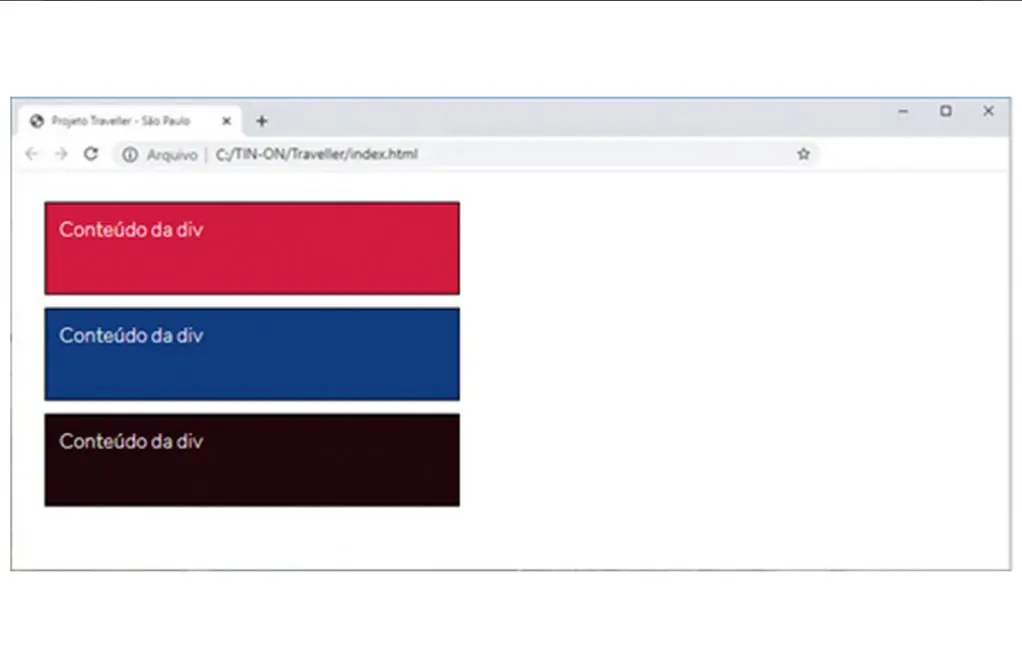 Projeto Traveller - São Paulo
Arquivo | C:/TIN-ON/Traveller/index.html
Conteúdo da div
Conteúdo da div
Conteúdo da div